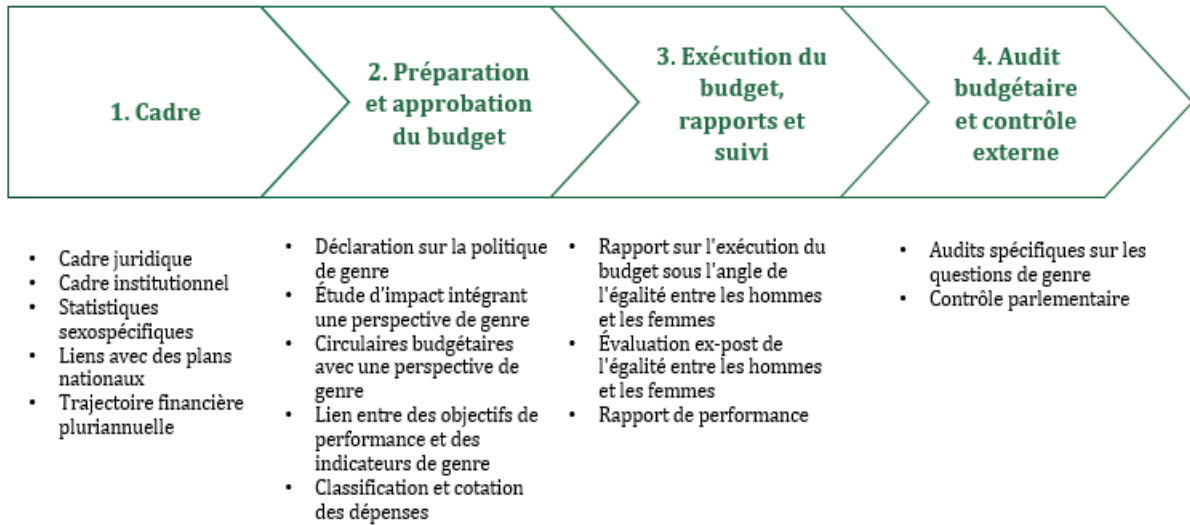 1. Cadre
2. Préparation
et approbation
du budget
3. Exécution du
budget,
rapports et
suivi
4. Audit
budgétaire
et contrôle
externe
• Cadre juridique
• Cadre institutionnel
• Statistiques
sexospécifiques
• Liens avec des plans
nationaux
• Trajectoire financière
pluriannuelle
• Déclaration sur la politique
de genre
• Étude d'impact intégrant
une perspective de genre
• Circulaires budgétaires
avec une perspective de
genre
• Lien entre des objectifs de
performance et des
indicateurs de genre
• Classification et cotation
des dépenses
• Rapport sur l'exécution du
budget sous l'angle de
l'égalité entre les hommes
et les femmes
• Évaluation ex-post de
l'égalité entre les hommes
et les femmes
• Rapport de performance
• Audits spécifiques sur les
questions de genre
• Contrôle parlementaire